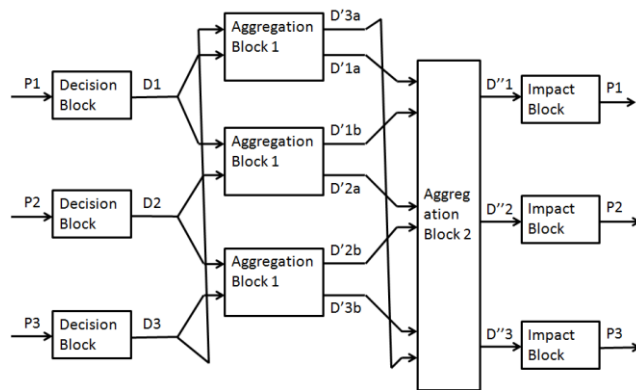 D'3a
Aggregation
Block 1
D'1a
P1
Decision
Block
D1
D''1
Impact
Block
P1
D'1b
Aggregation
Block 1
D'2a
Aggreg
ation
Block 2
P2
Decision
Block
D2
D''2
Impact
Block
P2
D'2b
Aggregation
Block 1
D'3b
P3
Decision
Block
D3
D''3
Impact
Block
P3